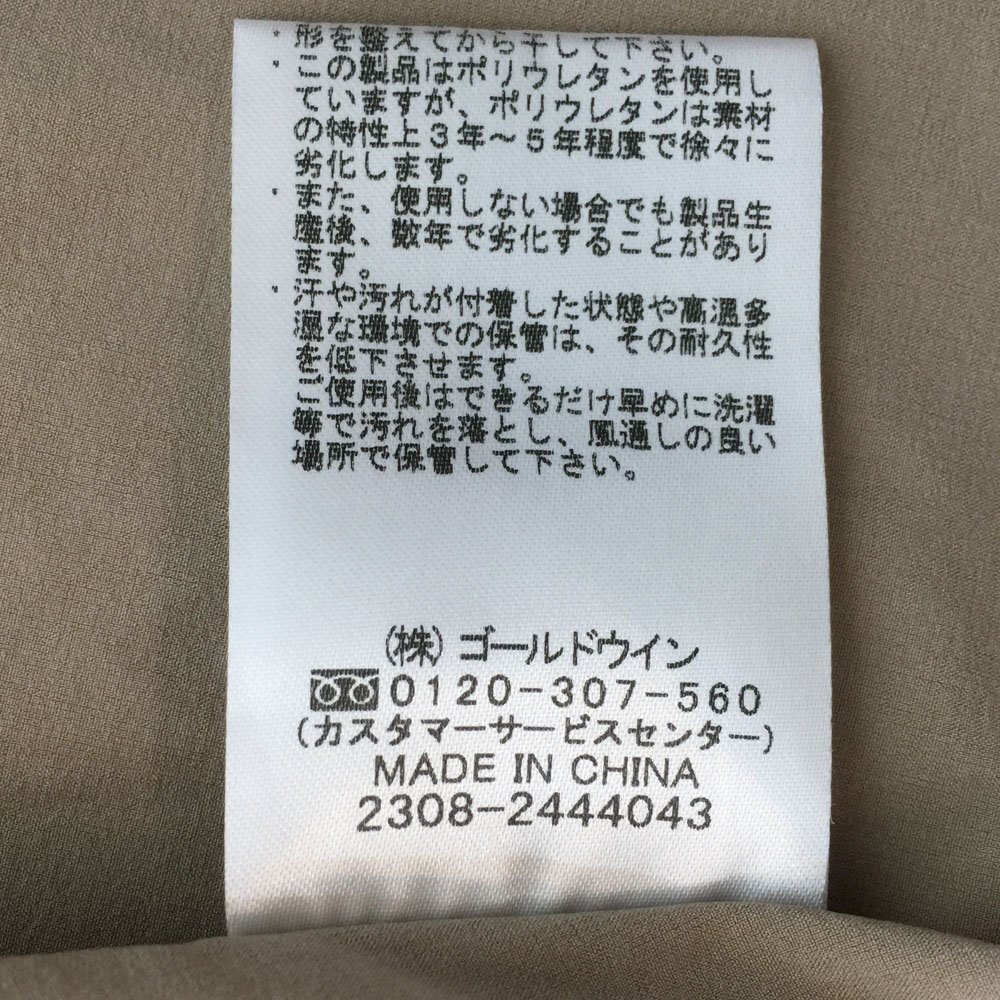 ・形を整えてから干して下さい。
・この製品はポリウレタンを使用し
ていますが、ポリウレタンは素材
の特性上3年～5年程度で徐々に
劣化します。
・また、使用しない場合でも製品生
産後、数年で劣化することがあり
ます。
・汗や汚れが付着した状態や高温多
湿な環境での保管は、その耐久性
を低下させます。
ご使用後はできるだけ早めに洗濯
等で汚れを落とし、風通しの良い
場所で保管して下さい。
(株)ゴールドウイン
0120-307-560
(カスタマーサービスセンター)
MADE IN CHINA
2308-2444043